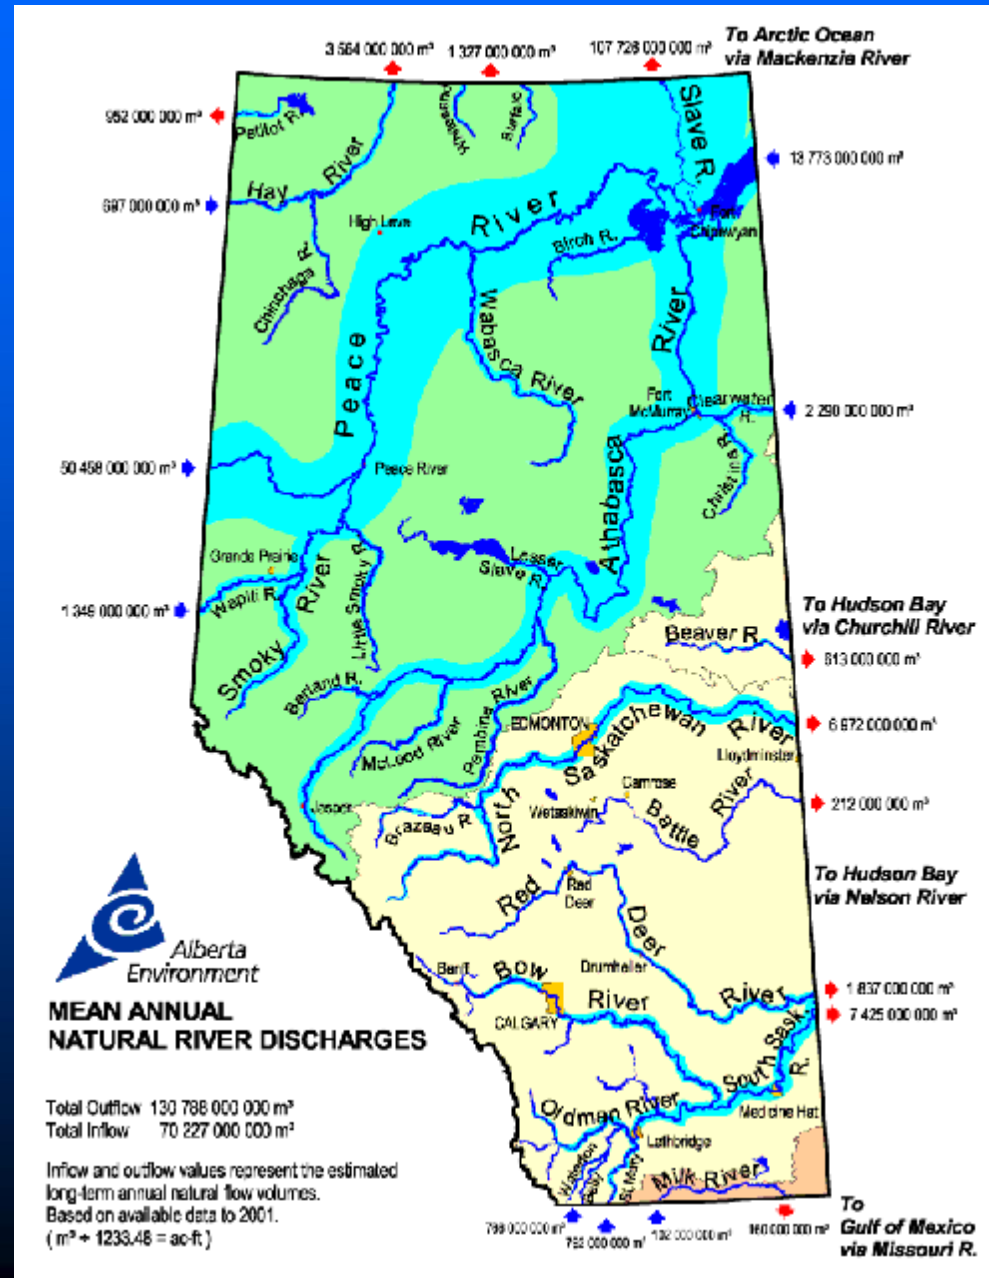 To Arctic Ocean
via Mackenzie River
3 564 000 000 m³
1 327 000 000 m³
107 728 000 000 m³
952 000 000 m³
Petitot R.
Buffalo
Slave R.
13 773 000 000 m³
Hay River
697 000 000 m³
High Level
Peace River
Birch R.
Fort
Chipewyan
Chinchaga R.
Wabasca River
Athabasca River
Fort
McMurray
Clearwater
R.
2 290 000 000 m³
Christina R.
50 458 000 000 m³
Peace River
Lesser
Slave R.
Grande Prairie
Wapiti R.
Smoky River
Little Smoky R.
1 349 000 000 m³
To Hudson Bay
via Churchill River
Beaver R
613 000 000 m³
Berland R.
McLeod River
Pembina River
EDMONTON
North Saskatchewan River
6 972 000 000 m³
Lloydminster
Jasper
Brazeau R.
Wetaskiwin
Camrose
Battle River
212 000 000 m³
To Hudson Bay
via Nelson River
Red Deer River
Red
Deer
Drumheller
Banff
Bow River
CALGARY
1 837 000 000 m³
7 425 000 000 m³
South Sask. R.
Oldman River
Medicine Hat
Lethbridge
Waterton
Belly
St. Mary
Milk River
To
Gulf of Mexico
via Missouri R.
Alberta
Environment
MEAN ANNUAL
NATURAL RIVER DISCHARGES
Total Outflow 130 788 000 000 m³
Total Inflow 70 227 000 000 m³
Inflow and outflow values represent the estimated
long-term annual natural flow volumes.
Based on available data to 2001.
( m³ ÷ 1233.48 = ac-ft )